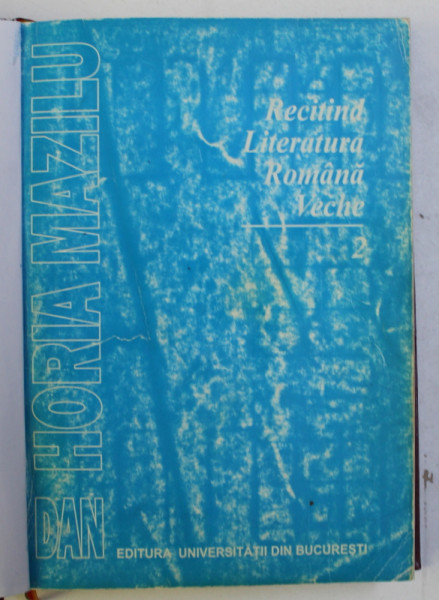 DAN HORIA MAZILU
Recitind
Literatura
Română
Veche
2
EDITURA UNIVERSITĂȚII DIN BUCUREȘTI